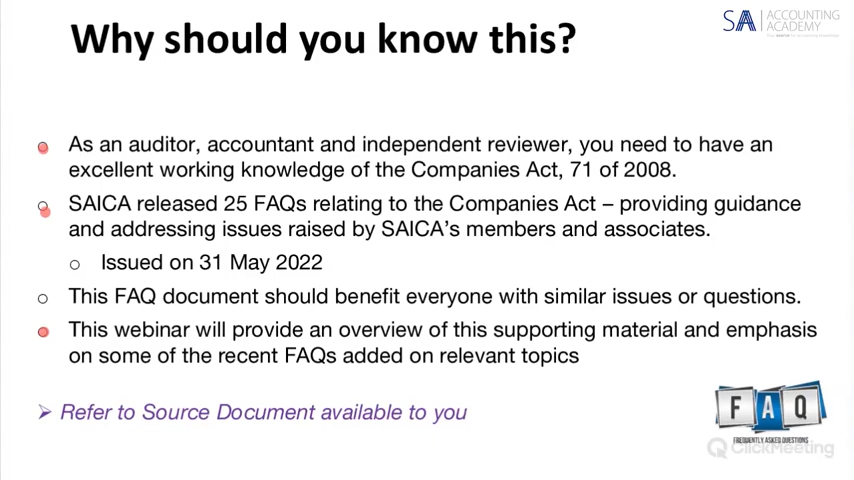 SAA ACCOUNTING
ACADEMY
Why should you know this?
As an auditor, accountant and independent reviewer, you need to have an
excellent working knowledge of the Companies Act, 71 of 2008.
SAICA released 25 FAQs relating to the Companies Act – providing guidance
and addressing issues raised by SAICA's members and associates.
Issued on 31 May 2022
This FAQ document should benefit everyone with similar issues or questions.
This webinar will provide an overview of this supporting material and emphasis
on some of the recent FAQs added on relevant topics
Refer to Source Document available to you
FAQ
FREQUENTLY ASKED QUESTIONS
ClickMeeting